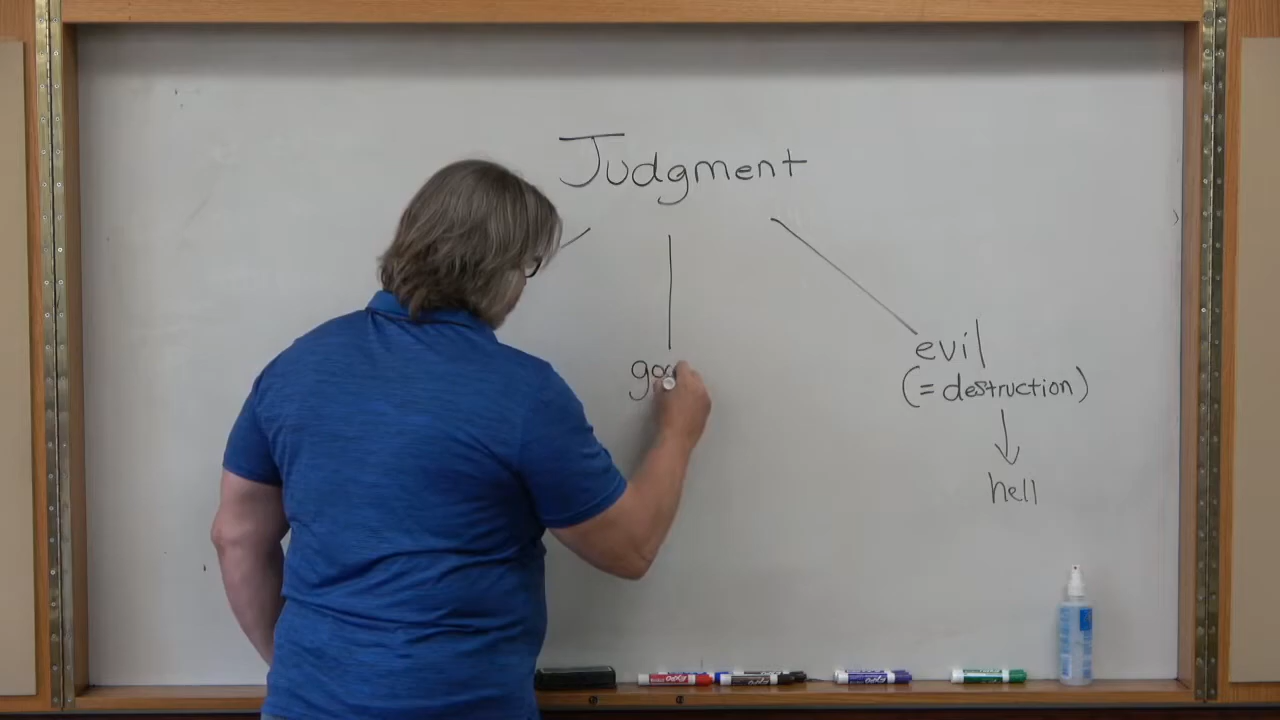 Judgment
evil
(= destruction)
hell